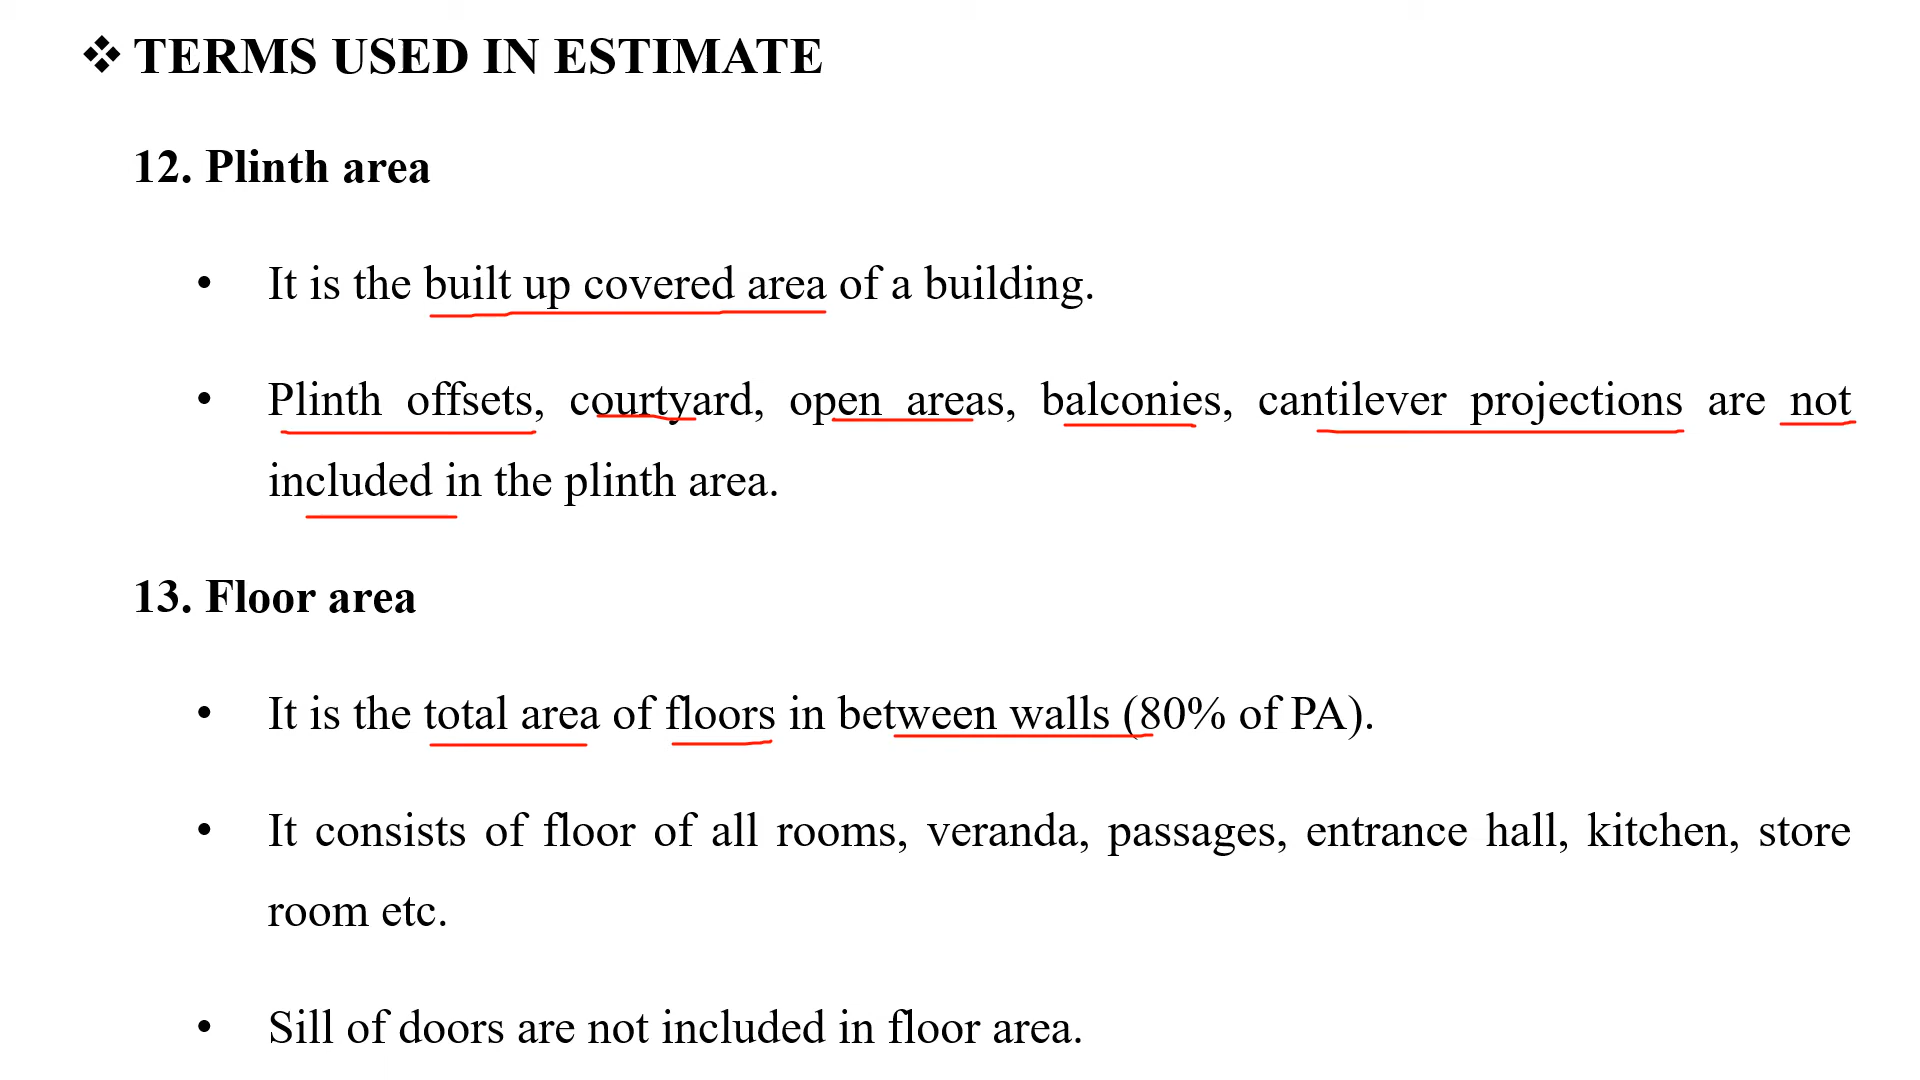 ❖ TERMS USED IN ESTIMATE
12. Plinth area
• It is the built up covered area of a building.
• Plinth offsets, courtyard, open areas, balconies, cantilever projections are not
included in the plinth area.
13. Floor area
• It is the total area of floors in between walls (80% of PA).
• It consists of floor of all rooms, veranda, passages, entrance hall, kitchen, store
room etc.
• Sill of doors are not included in floor area.